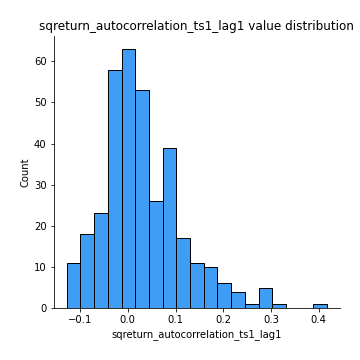 sqreturn_autocorrelation_ts1_lag1 value distribution
60
50
40
30
20
10
0
Count
−0.1 0.0 0.1 0.2 0.3 0.4
sqreturn_autocorrelation_ts1_lag1